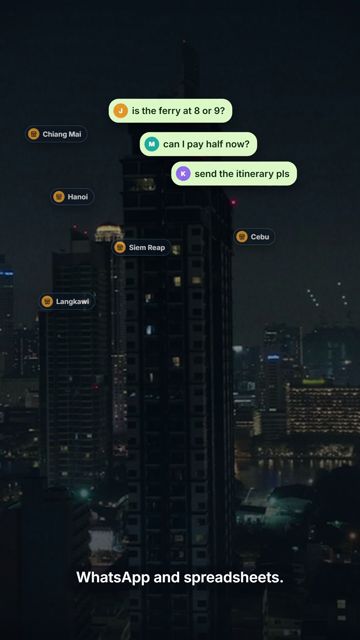 J is the ferry at 8 or 9?
Chiang Mai
M can I pay half now?
K send the itinerary pls
Hanoi
Cebu
Siem Reap
Langkawi
WhatsApp and spreadsheets.